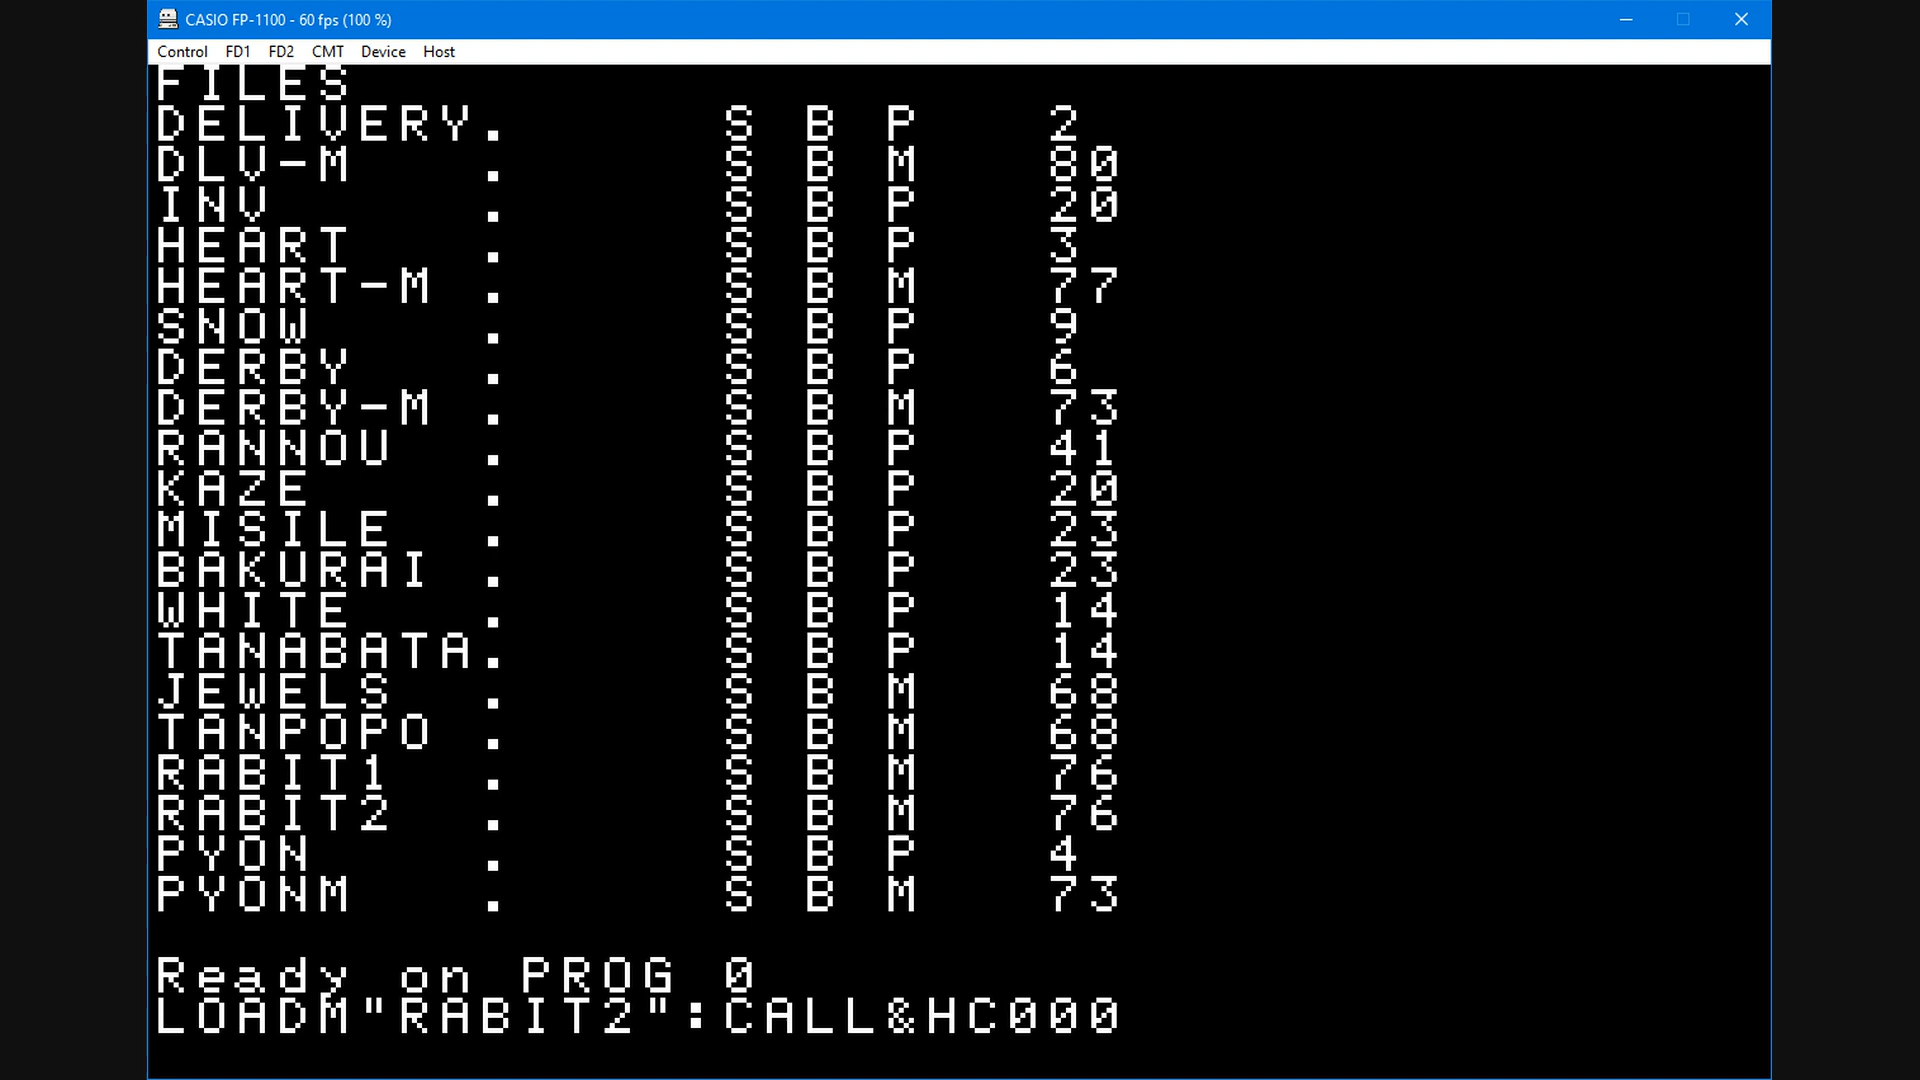 CASIO FP-1100 - 60 fps (100 %)
Control FD1 FD2 CMT Device Host
FILES
DELIVERY. S B P 2
DLV-M . S B M 80
INV . S B P 20
HEART . S B P 3
HEART-M . S B M 77
SNOW . S B P 9
DERBY . S B P 6
DERBY-M . S B M 73
RANNOU . S B P 41
KAZE . S B P 20
MISILE . S B P 23
BAKURAI . S B P 23
WHITE . S B P 14
TANABATA. S B P 14
JEWELS . S B M 68
TANPOPO . S B M 68
RABIT1 . S B M 76
RABIT2 . S B M 76
PYON . S B P 4
PYONM . S B M 73
Ready on PROG 0
LOADM"RABIT2":CALL&HC000